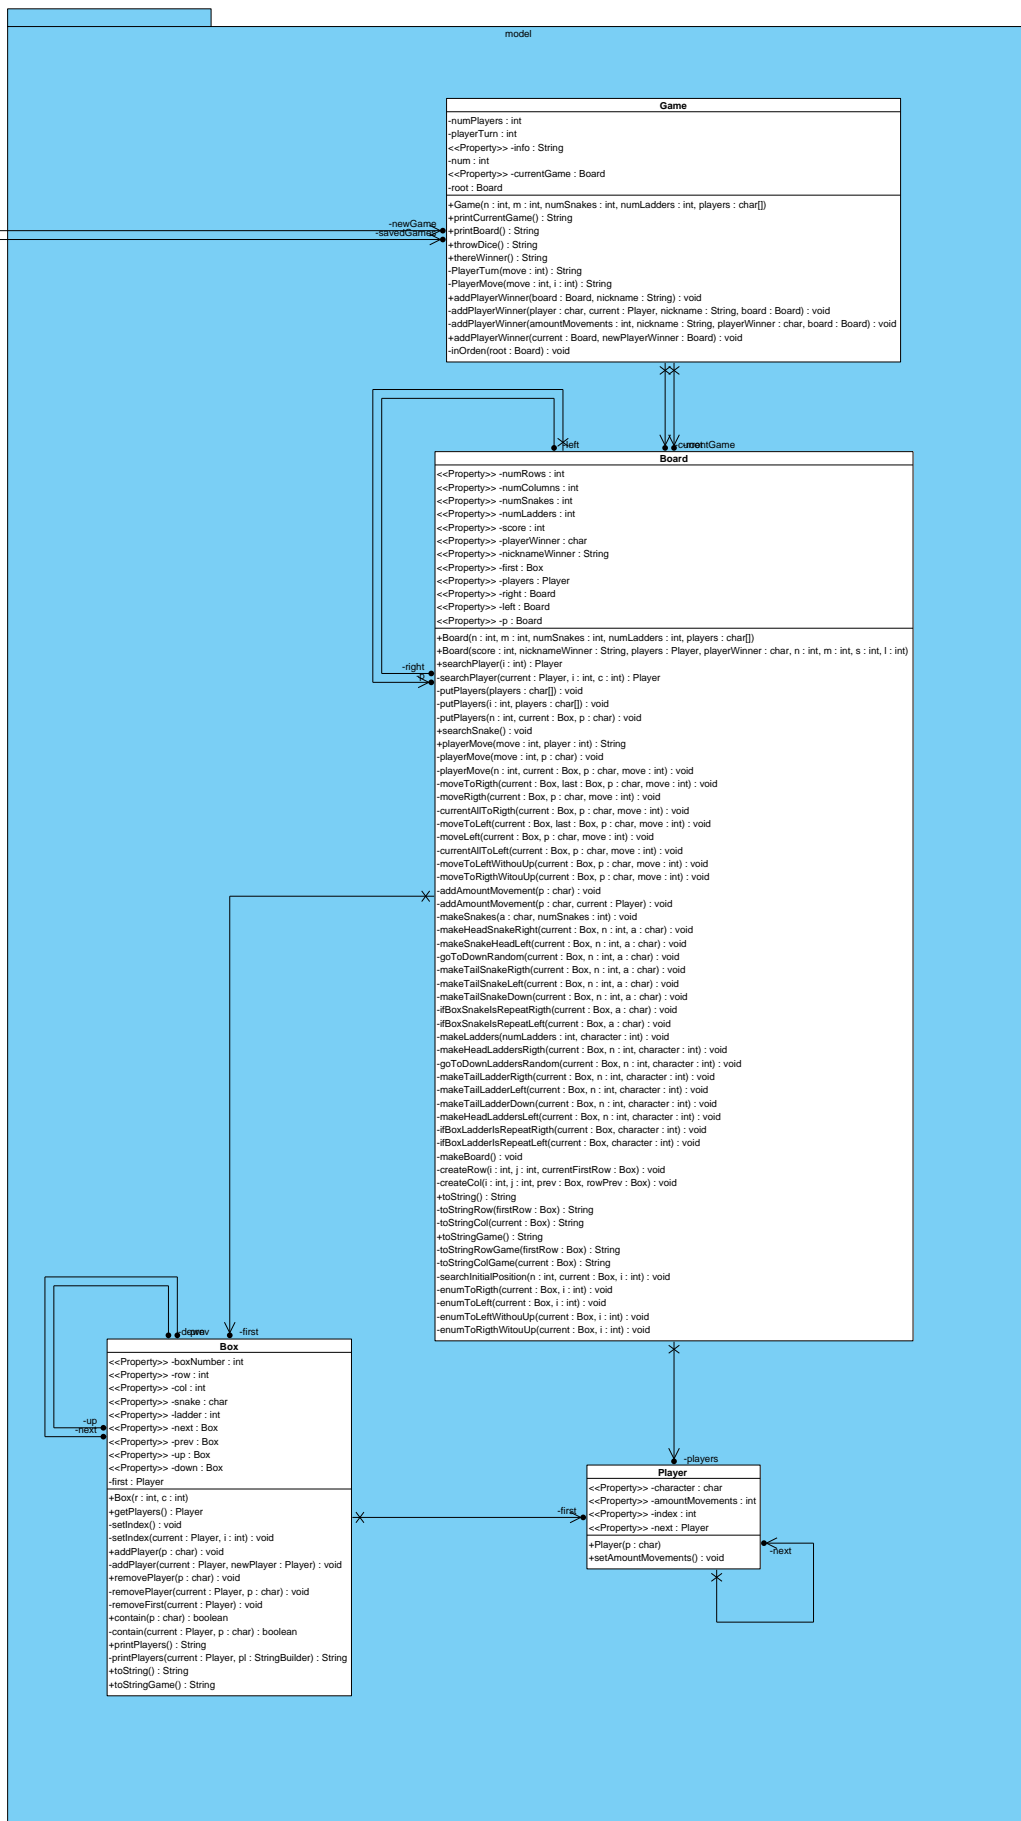 model
Game
-numPlayers : int
-playerTurn : int
<<Property>> -info : String
-num : int
<<Property>> -currentGame : Board
-root : Board
+Game(n : int, m : int, numSnakes : int, numLadders : int, players : char[])
+printCurrentGame() : String
+printBoard() : String
+throwDice() : String
+thereWinner() : String
-PlayerTurn(move : int) : String
-PlayerMove(move : int, i : int) : String
+addPlayerWinner(board : Board, nickname : String) : void
-addPlayerWinner(player : char, current : Player, nickname : String, board : Board) : void
-addPlayerWinner(amountMovements : int, nickname : String, playerWinner : char, board : Board) : void
+addPlayerWinner(current : Board, newPlayerWinner : Board) : void
-inOrden(root : Board) : void
-newGame
-savedGames
-left
-currentGame
Board
<<Property>> -numRows : int
<<Property>> -numColumns : int
<<Property>> -numSnakes : int
<<Property>> -numLadders : int
<<Property>> -score : int
<<Property>> -playerWinner : char
<<Property>> -nicknameWinner : String
<<Property>> -first : Box
<<Property>> -players : Player
<<Property>> -right : Board
<<Property>> -left : Board
<<Property>> -p : Board
+Board(n : int, m : int, numSnakes : int, numLadders : int, players : char[])
+Board(score : int, nicknameWinner : String, players : Player, playerWinner : char, n : int, m : int, s : int, l : int)
+searchPlayer(i : int) : Player
-searchPlayer(current : Player, i : int, c : int) : Player
-putPlayers(players : char[]) : void
-putPlayers(i : int, players : char[]) : void
-putPlayers(n : int, current : Box, p : char) : void
+searchSnake() : void
+playerMove(move : int, player : int) : String
-playerMove(move : int, p : char) : void
-playerMove(n : int, current : Box, p : char, move : int) : void
-moveToRigth(current : Box, last : Box, p : char, move : int) : void
-moveRigth(current : Box, p : char, move : int) : void
-currentAllToRigth(current : Box, p : char, move : int) : void
-moveToLeft(current : Box, last : Box, p : char, move : int) : void
-moveLeft(current : Box, p : char, move : int) : void
-currentAllToLeft(current : Box, p : char, move : int) : void
-moveToLeftWithouUp(current : Box, p : char, move : int) : void
-moveToRigthWitouUp(current : Box, p : char, move : int) : void
-addAmountMovement(p : char) : void
-addAmountMovement(p : char, current : Player) : void
-makeSnakes(a : char, numSnakes : int) : void
-makeHeadSnakeRight(current : Box, n : int, a : char) : void
-makeSnakeHeadLeft(current : Box, n : int, a : char) : void
-goToDownRandom(current : Box, n : int, a : char) : void
-makeTailSnakeRigth(current : Box, n : int, a : char) : void
-makeTailSnakeLeft(current : Box, n : int, a : char) : void
-makeTailSnakeDown(current : Box, n : int, a : char) : void
-ifBoxSnakeIsRepeatRigth(current : Box, a : char) : void
-ifBoxSnakeIsRepeatLeft(current : Box, a : char) : void
-makeLadders(numLadders : int, character : int) : void
-makeHeadLaddersRigth(current : Box, n : int, character : int) : void
-goToDownLaddersRandom(current : Box, n : int, character : int) : void
-makeTailLadderRigth(current : Box, n : int, character : int) : void
-makeTailLadderLeft(current : Box, n : int, character : int) : void
-makeTailLadderDown(current : Box, n : int, character : int) : void
-makeHeadLaddersLeft(current : Box, n : int, character : int) : void
-ifBoxLadderIsRepeatRigth(current : Box, character : int) : void
-ifBoxLadderIsRepeatLeft(current : Box, character : int) : void
-makeBoard() : void
-createRow(i : int, j : int, currentFirstRow : Box) : void
-createCol(i : int, j : int, prev : Box, rowPrev : Box) : void
+toString() : String
-toStringRow(firstRow : Box) : String
-toStringCol(current : Box) : String
+toStringGame() : String
-toStringRowGame(firstRow : Box) : String
-toStringColGame(current : Box) : String
-searchInitialPosition(n : int, current : Box, i : int) : void
-enumToRigth(current : Box, i : int) : void
-enumToLeft(current : Box, i : int) : void
-enumToLeftWithouUp(current : Box, i : int) : void
-enumToRigthWitouUp(current : Box, i : int) : void
-right
-first
Box
<<Property>> -boxNumber : int
<<Property>> -row : int
<<Property>> -col : int
<<Property>> -snake : char
<<Property>> -ladder : int
<<Property>> -next : Box
<<Property>> -prev : Box
<<Property>> -up : Box
<<Property>> -down : Box
-first : Player
+Box(r : int, c : int)
+getPlayers() : Player
-setIndex() : void
-setIndex(current : Player, i : int) : void
+addPlayer(p : char) : void
-addPlayer(current : Player, newPlayer : Player) : void
+removePlayer(p : char) : void
-removePlayer(current : Player, p : char) : void
-removeFirst(current : Player) : void
+contain(p : char) : boolean
-contain(current : Player, p : char) : boolean
+printPlayers() : String
-printPlayers(current : Player, pl : StringBuilder) : String
+toString() : String
+toStringGame() : String
-up
-next
-first
-players
Player
<<Property>> -character : char
<<Property>> -amountMovements : int
<<Property>> -index : int
<<Property>> -next : Player
+Player(p : char)
+setAmountMovements() : void
-next